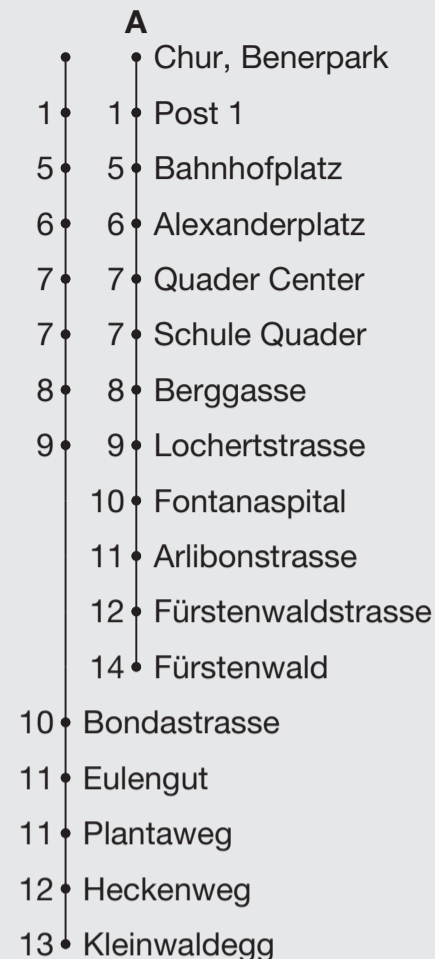 A
Chur, Benerpark
1 1 Post 1
5 5 Bahnhofplatz
6 6 Alexanderplatz
7 7 Quader Center
7 7 Schule Quader
8 8 Berggasse
9 9 Lochertstrasse
10 Fontanaspital
11 Arlibonstrasse
12 Fürstenwaldstrasse
14 Fürstenwald
10 Bondastrasse
11 Eulengut
11 Plantaweg
12 Heckenweg
13 Kleinwaldegg